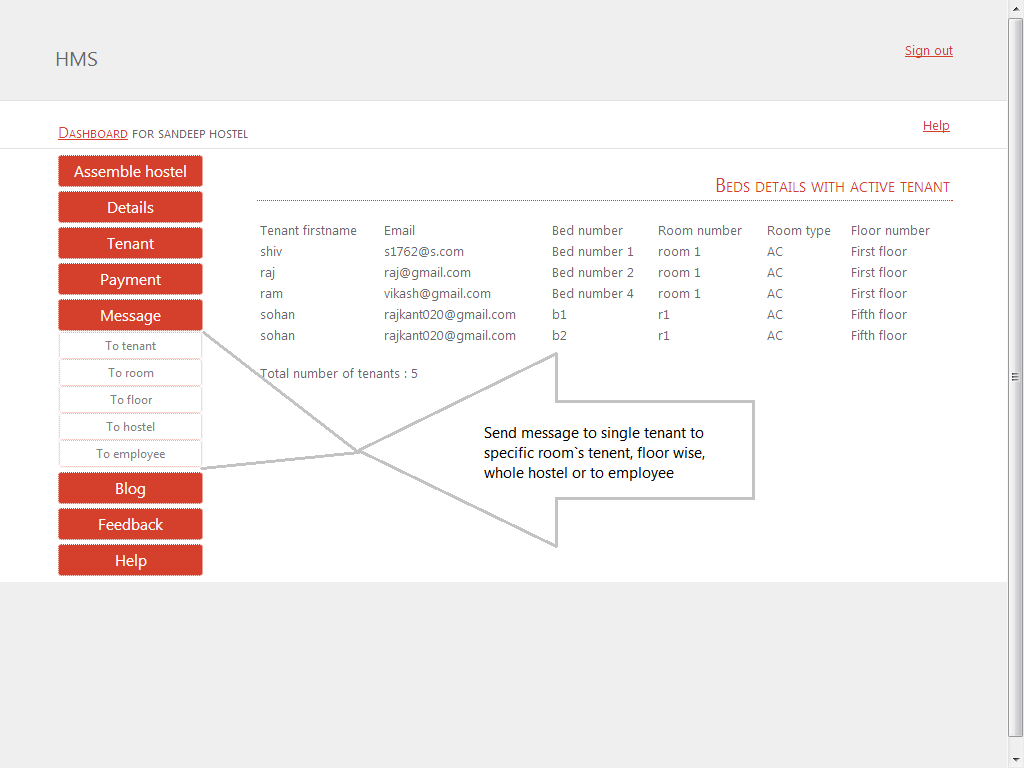 HMS
Sign out
Dashboard for sandeep hostel
Help
Assemble hostel
Details
Tenant
Payment
Message
To tenant
To room
To floor
To hostel
To employee
Blog
Feedback
Help
Beds details with active tenant
Tenant firstname Email Bed number Room number Room type Floor number
shiv s1762@s.com Bed number 1 room 1 AC First floor
raj raj@gmail.com Bed number 2 room 1 AC First floor
ram vikash@gmail.com Bed number 4 room 1 AC First floor
sohan rajkant020@gmail.com b1 r1 AC Fifth floor
sohan rajkant020@gmail.com b2 r1 AC Fifth floor
Total number of tenants : 5
Send message to single tenant to
specific room`s tenent, floor wise,
whole hostel or to employee